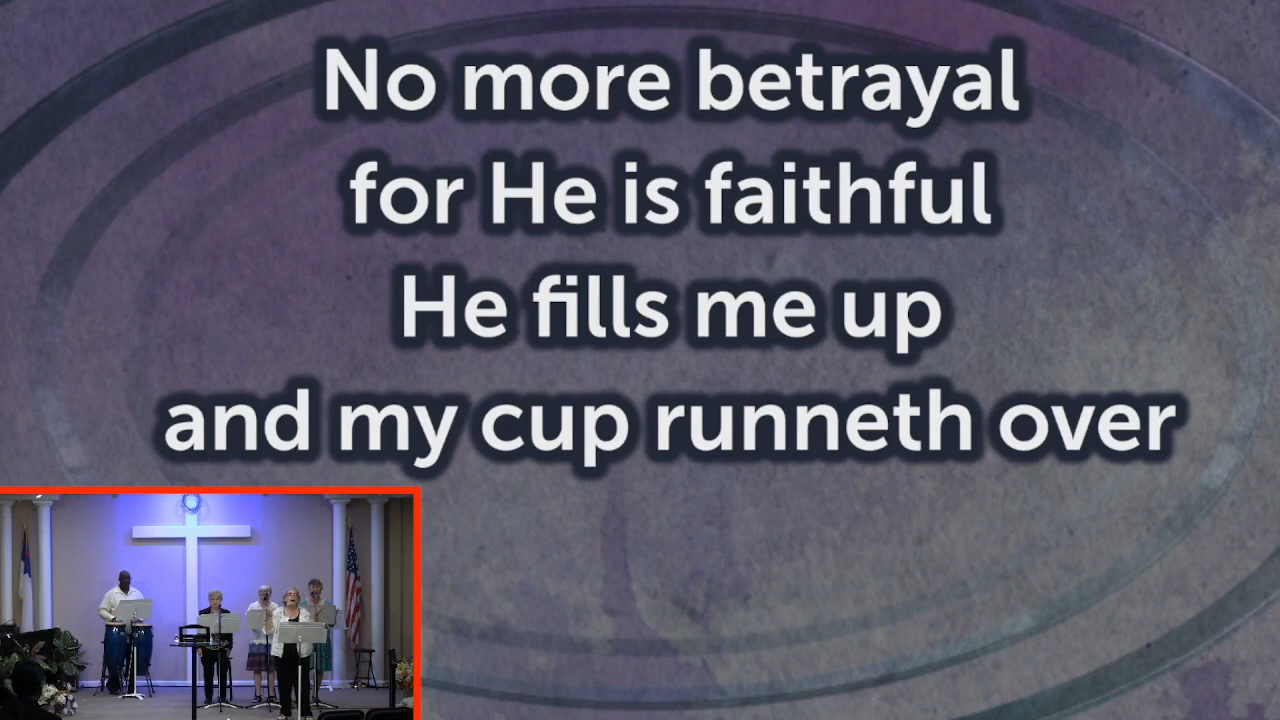 No more betrayal
for He is faithful
He fills me up
and my cup runneth over